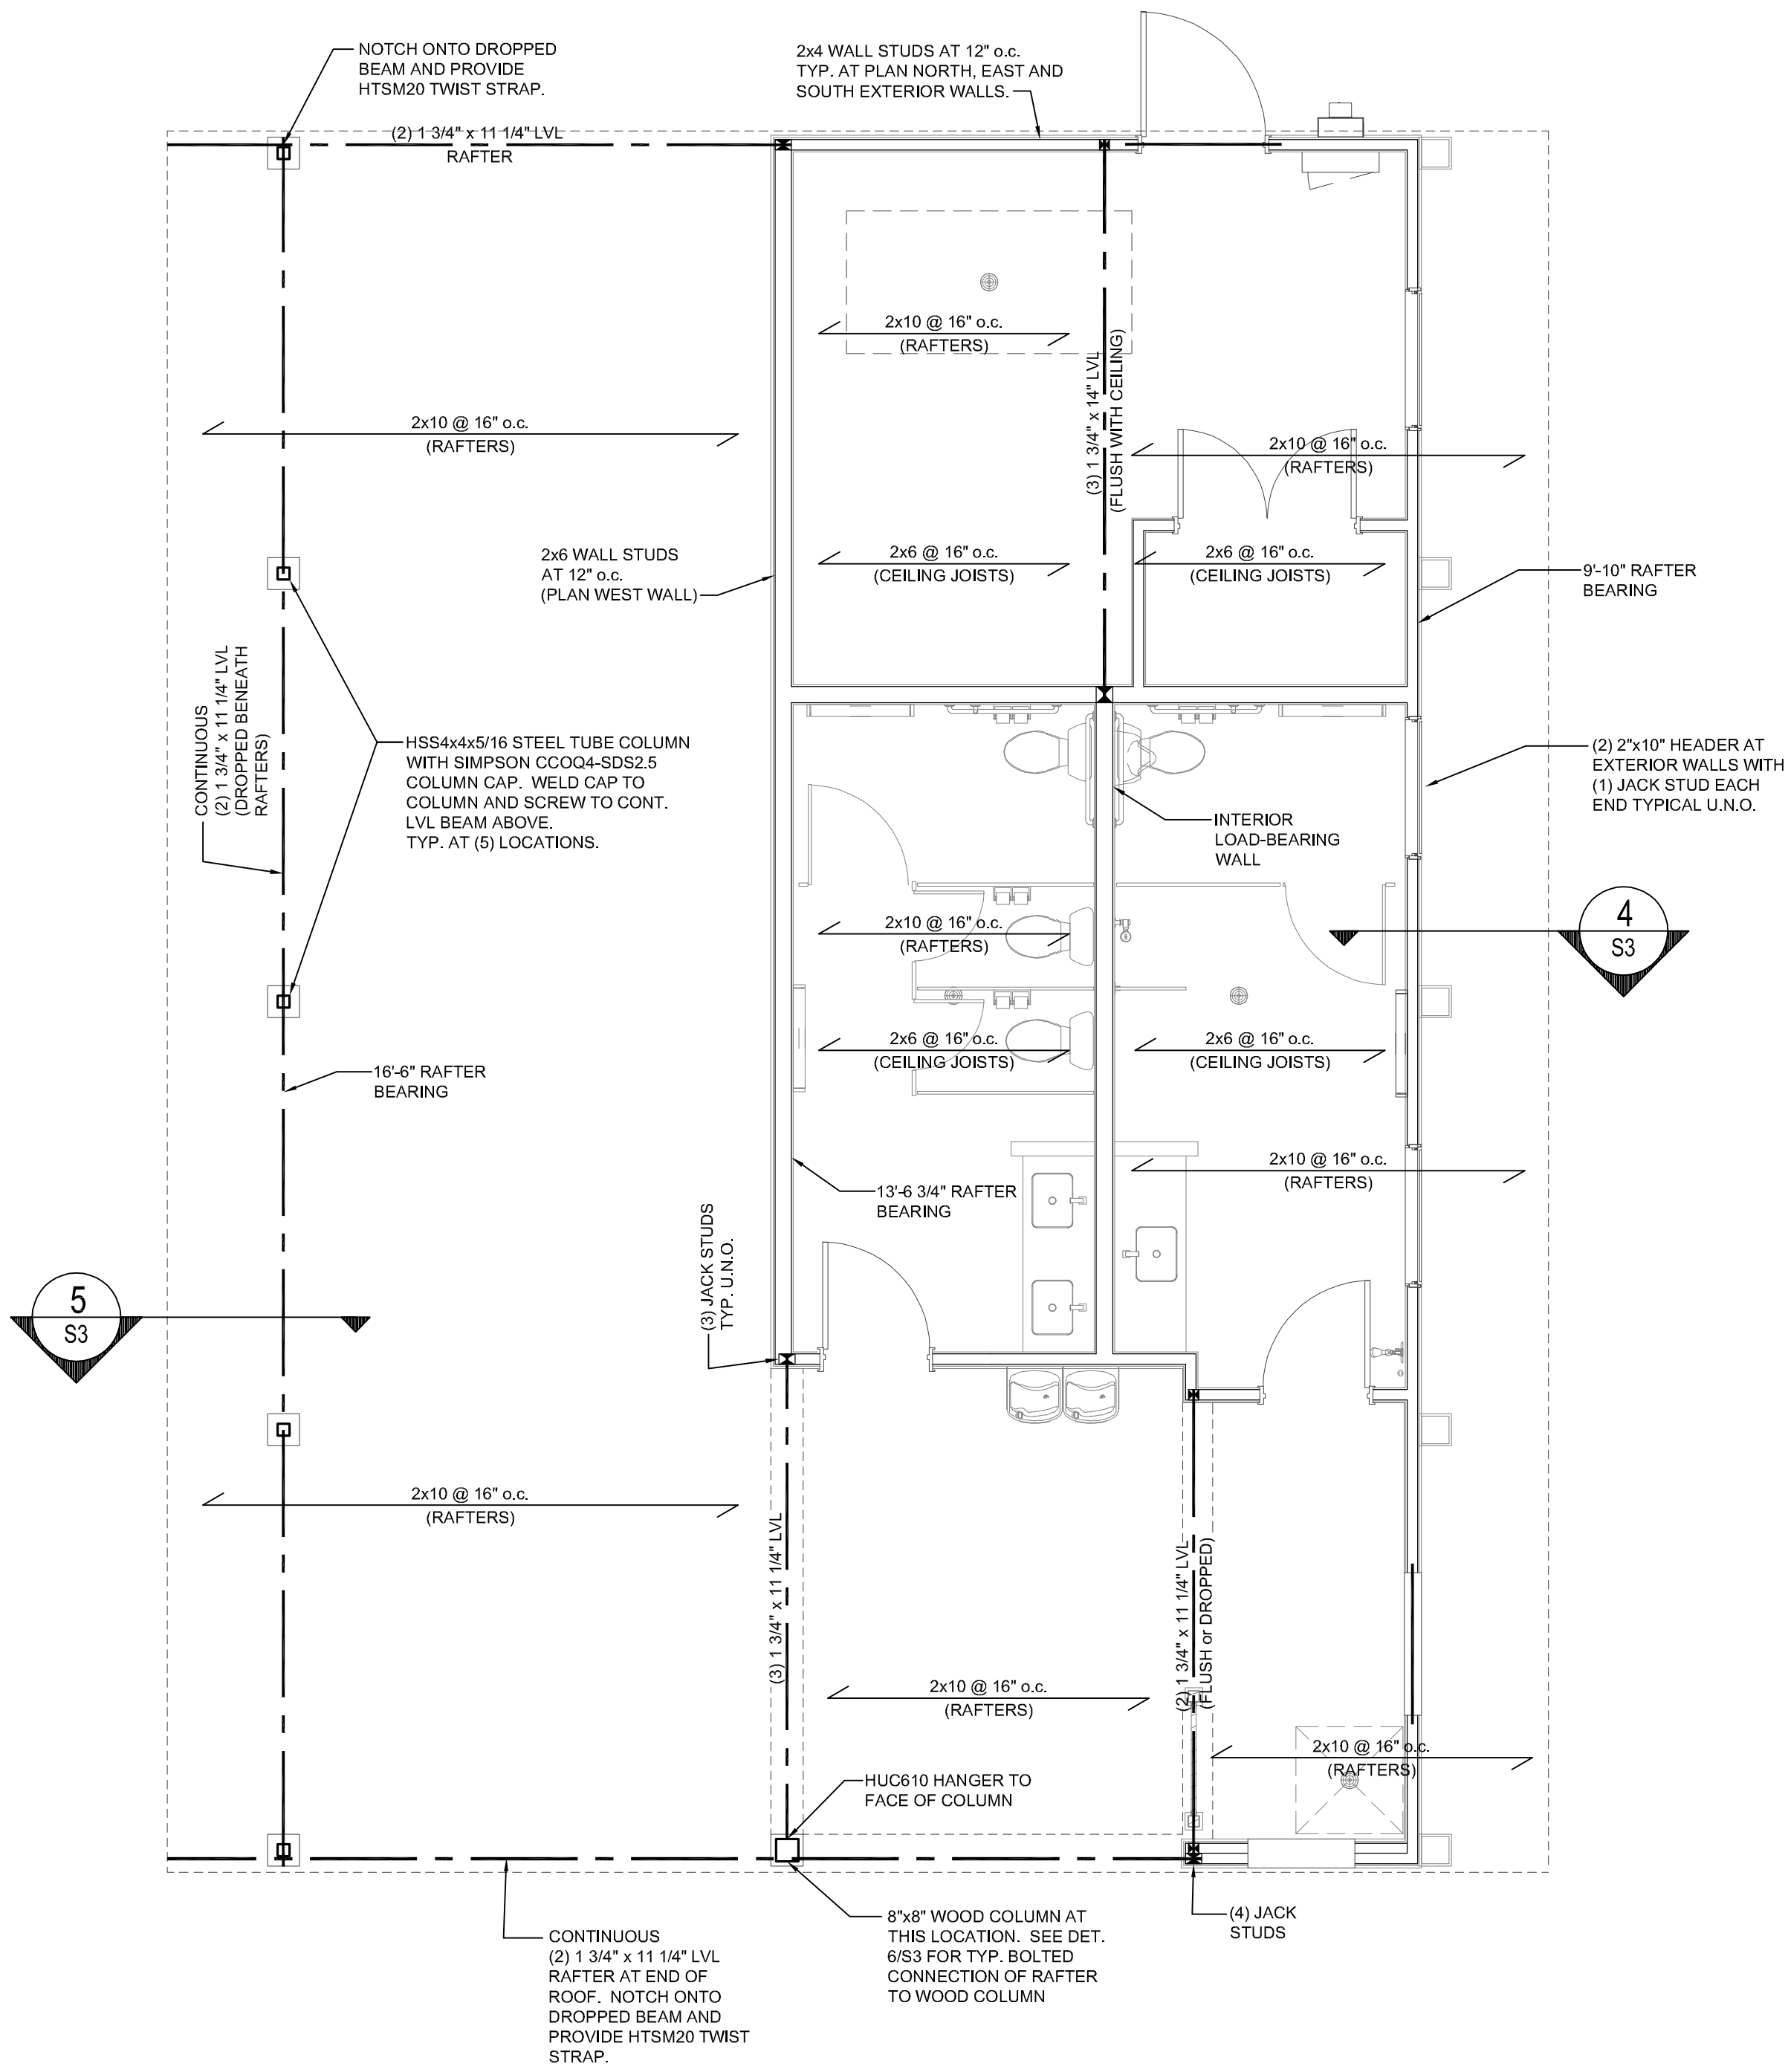 NOTCH ONTO DROPPED
BEAM AND PROVIDE
HTSM20 TWIST STRAP.
2x4 WALL STUDS AT 12" o.c.
TYP. AT PLAN NORTH, EAST AND
SOUTH EXTERIOR WALLS.
(2) 1 3/4" x 11 1/4" LVL
RAFTER
2x10 @ 16" o.c.
(RAFTERS)
(3) 1 3/4" x 14" LVL
(FLUSH WITH CEILING)
2x10 @ 16" o.c.
(RAFTERS)
2x10 @ 16" o.c.
(RAFTERS)
2x6 WALL STUDS
AT 12" o.c.
(PLAN WEST WALL)
2x6 @ 16" o.c.
(CEILING JOISTS)
2x6 @ 16" o.c.
(CEILING JOISTS)
9'-10" RAFTER
BEARING
CONTINUOUS
(2) 1 3/4" x 11 1/4" LVL
(DROPPED BENEATH
RAFTERS)
HSS4x4x5/16 STEEL TUBE COLUMN
WITH SIMPSON CCOQ4-SDS2.5
COLUMN CAP. WELD CAP TO
COLUMN AND SCREW TO CONT.
LVL BEAM ABOVE.
TYP. AT (5) LOCATIONS.
(2) 2"x10" HEADER AT
EXTERIOR WALLS WITH
(1) JACK STUD EACH
END TYPICAL U.N.O.
INTERIOR
LOAD-BEARING
WALL
2x10 @ 16" o.c.
(RAFTERS)
4
S3
2x6 @ 16" o.c.
(CEILING JOISTS)
2x6 @ 16" o.c.
(CEILING JOISTS)
16'-6" RAFTER
BEARING
2x10 @ 16" o.c.
(RAFTERS)
13'-6 3/4" RAFTER
BEARING
(3) JACK STUDS
TYP. U.N.O.
5
S3
2x10 @ 16" o.c.
(RAFTERS)
(3) 1 3/4" x 11 1/4" LVL
(2) 1 3/4" x 11 1/4" LVL
(FLUSH or DROPPED)
2x10 @ 16" o.c.
(RAFTERS)
2x10 @ 16" o.c.
(RAFTERS)
HUC610 HANGER TO
FACE OF COLUMN
CONTINUOUS
(2) 1 3/4" x 11 1/4" LVL
RAFTER AT END OF
ROOF. NOTCH ONTO
DROPPED BEAM AND
PROVIDE HTSM20 TWIST
STRAP.
8"x8" WOOD COLUMN AT
THIS LOCATION. SEE DET.
6/S3 FOR TYP. BOLTED
CONNECTION OF RAFTER
TO WOOD COLUMN
(4) JACK
STUDS